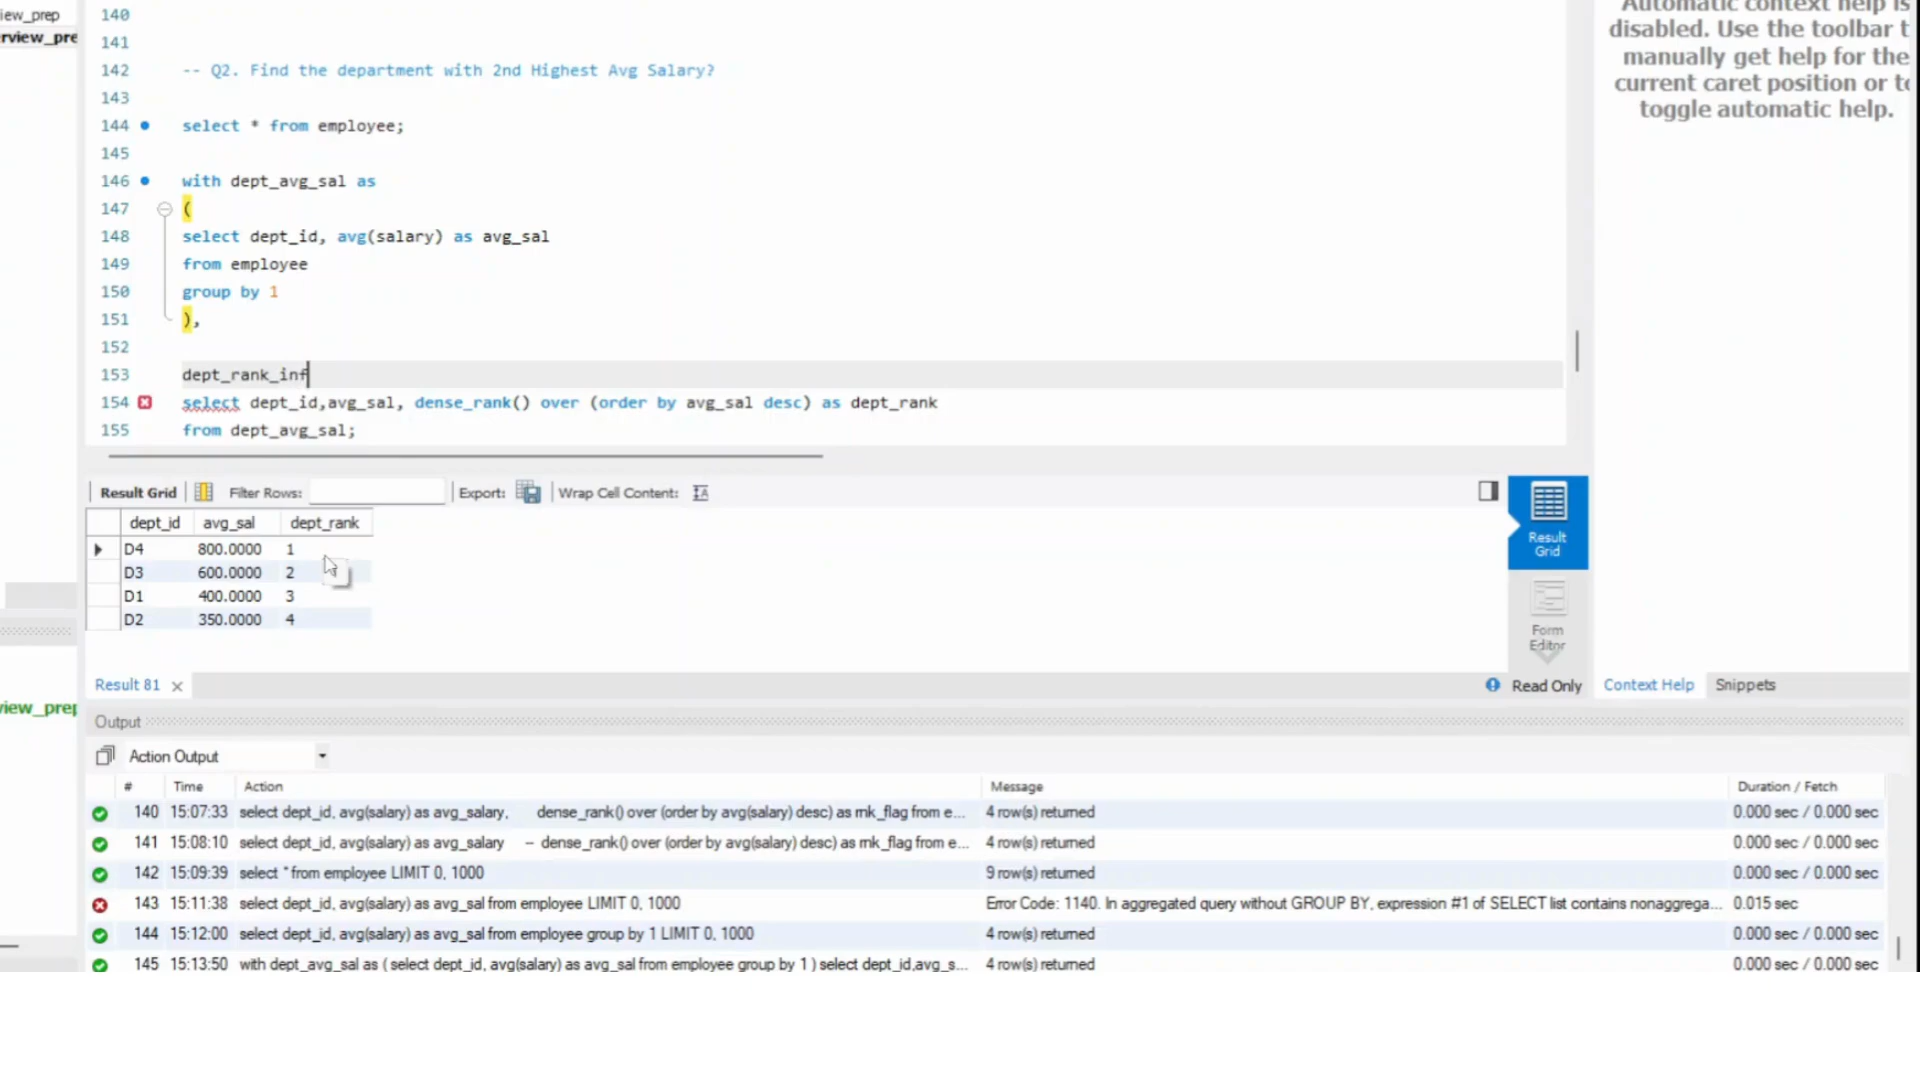 iew_prep
rview_pre
140
141
142 -- Q2. Find the department with 2nd Highest Avg Salary?
143
144 select * from employee;
145
146 with dept_avg_sal as
147 (
148 select dept_id, avg(salary) as avg_sal
149 from employee
150 group by 1
151 ),
152
153 dept_rank_inf
154 select dept_id,avg_sal, dense_rank() over (order by avg_sal desc) as dept_rank
155 from dept_avg_sal;
Automatic context help is
disabled. Use the toolbar t
manually get help for the
current caret position or to
toggle automatic help.
Result Grid Filter Rows: Export: Wrap Cell Content:
dept_id avg_sal dept_rank
D4 800.0000 1
D3 600.0000 2
D1 400.0000 3
D2 350.0000 4
Result
Grid
Form
Editor
Result 81
Read Only
Context Help Snippets
view_prep
Output
Action Output
# Time Action Message Duration / Fetch
140 15:07:33 select dept_id, avg(salary) as avg_salary, dense_rank() over (order by avg(salary) desc) as rnk_flag from e... 4 row(s) returned 0.000 sec / 0.000 sec
141 15:08:10 select dept_id, avg(salary) as avg_salary -- dense_rank() over (order by avg(salary) desc) as rnk_flag from e... 4 row(s) returned 0.000 sec / 0.000 sec
142 15:09:39 select * from employee LIMIT 0, 1000 9 row(s) returned 0.000 sec / 0.000 sec
143 15:11:38 select dept_id, avg(salary) as avg_sal from employee LIMIT 0, 1000 Error Code: 1140. In aggregated query without GROUP BY, expression #1 of SELECT list contains nonaggrega... 0.015 sec
144 15:12:00 select dept_id, avg(salary) as avg_sal from employee group by 1 LIMIT 0, 1000 4 row(s) returned 0.000 sec / 0.000 sec
145 15:13:50 with dept_avg_sal as ( select dept_id, avg(salary) as avg_sal from employee group by 1 ) select dept_id,avg_s... 4 row(s) returned 0.000 sec / 0.000 sec